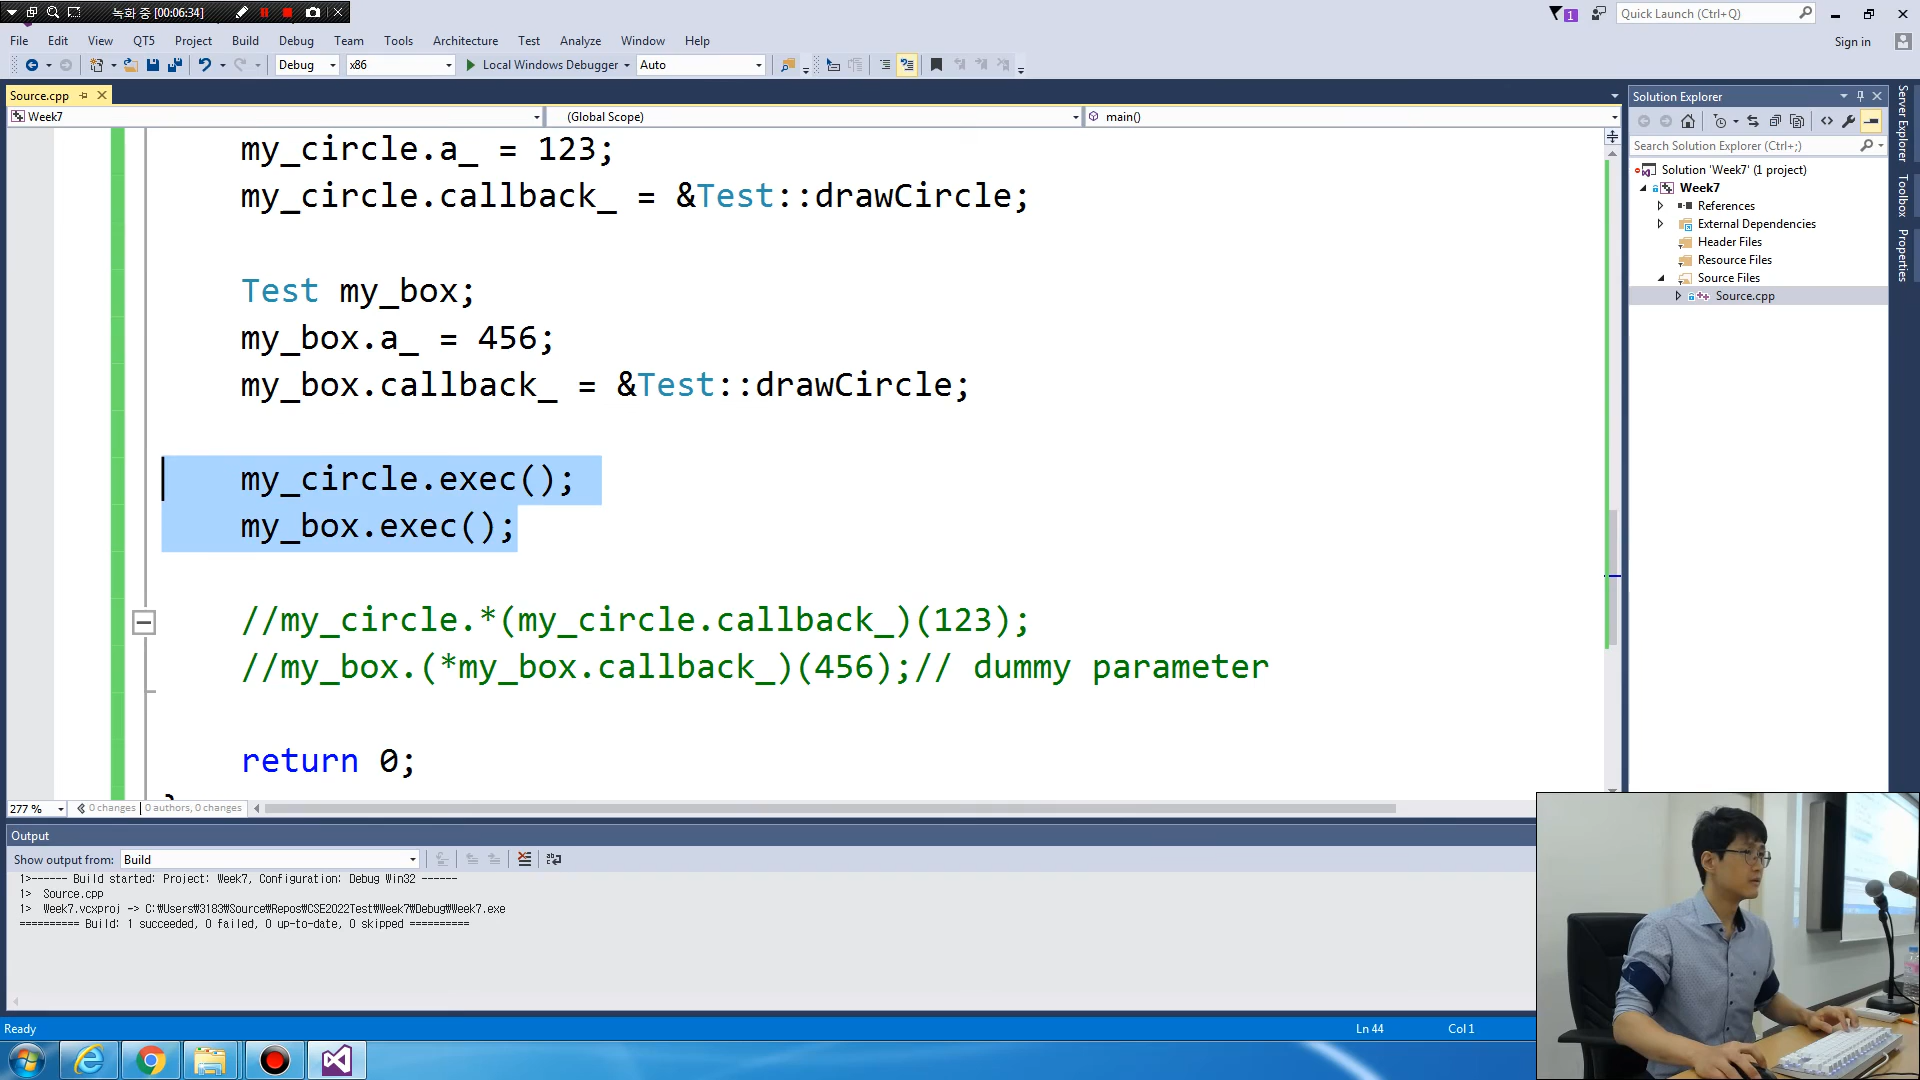 녹화 중 [00:06:34]
1
Quick Launch (Ctrl+Q)
File Edit View QT5 Project Build Debug Team Tools Architecture Test Analyze Window Help
Sign in
Debug x86 Local Windows Debugger Auto
Source.cpp
Week7 (Global Scope) main()
my_circle.a_ = 123;
my_circle.callback_ = &Test::drawCircle;
Test my_box;
my_box.a_ = 456;
my_box.callback_ = &Test::drawCircle;
my_circle.exec();
my_box.exec();
//my_circle.*(my_circle.callback_)(123);
//my_box.(*my_box.callback_)(456);// dummy parameter
return 0;
277 % 0 changes | 0 authors, 0 changes
Output
Show output from: Build
1>------ Build started: Project: Week7, Configuration: Debug Win32 ------
1> Source.cpp
1> Week7.vcxproj -> C:₩Users₩3183₩Source₩Repos₩CSE2022Test₩Week7₩Debug₩Week7.exe
========== Build: 1 succeeded, 0 failed, 0 up-to-date, 0 skipped ==========
Ready Ln 44 Col 1
Solution Explorer
Search Solution Explorer (Ctrl+;)
Solution 'Week7' (1 project)
Week7
References
External Dependencies
Header Files
Resource Files
Source Files
Source.cpp
Server Explorer
Toolbox
Properties